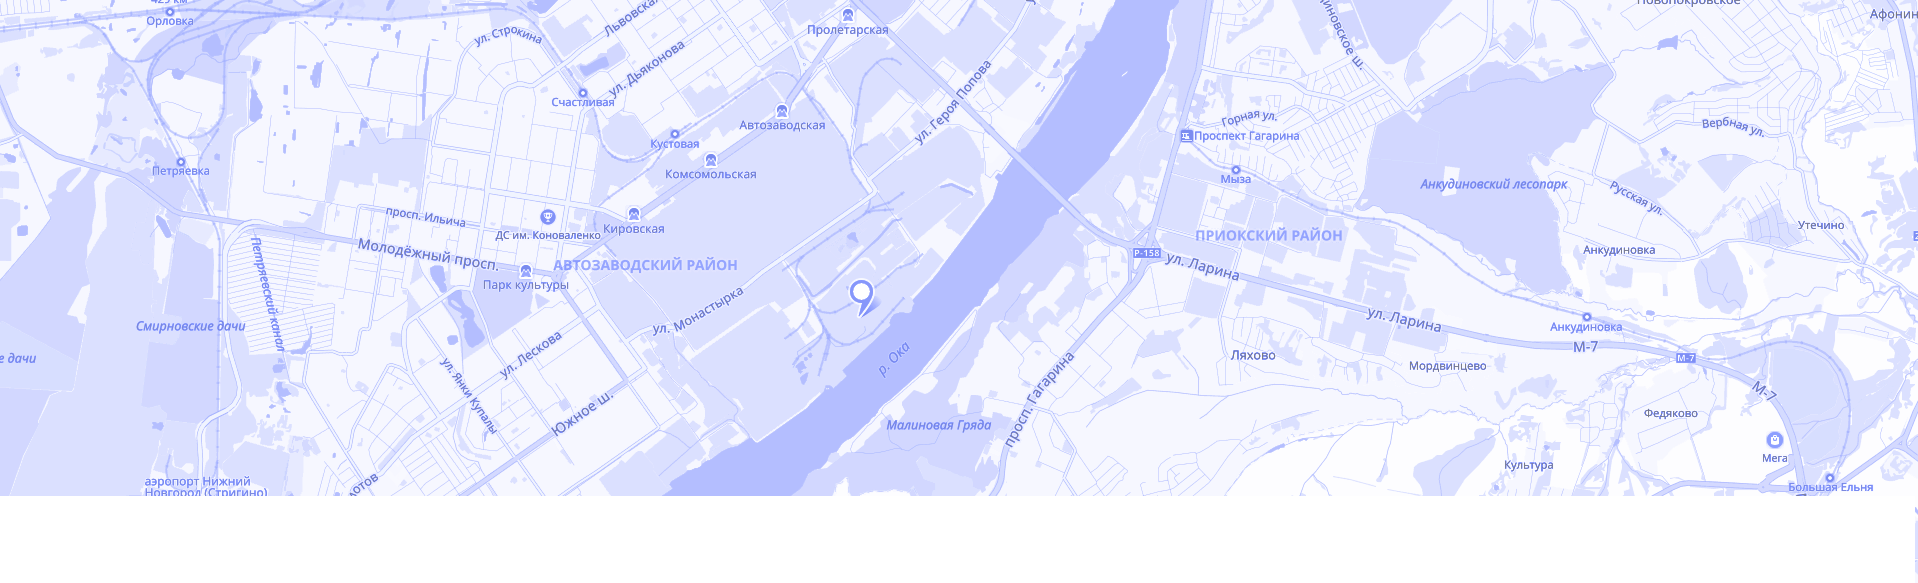 Орловка
ул. Строкина
Львовская
Пролетарская
Новопокровское
ул. Дьяконова
Счастливая
ул. Героя Попова
Автозаводская
Горная ул.
Проспект Гагарина
Вербная ул.
Кустовая
Петряевка
Комсомольская
Мыза
Анкудиновский лесопарк
Русская ул.
просп. Ильича
ДС им. Коноваленко
Кировская
ПРИОКСКИЙ РАЙОН
Утечино
Молодёжный просп.
АВТОЗАВОДСКИЙ РАЙОН
Р-158
ул. Ларина
Анкудиновка
Парк культуры
Петряевский канал
ул. Монастырка
ул. Ларина
Смирновские дачи
Анкудиновка
е дачи
ул. Лескова
р. Ока
Ляхово
М-7
М-7
Мордвинцево
ул. Янки Купалы
Южное ш.
М-7
Малиновая Гряда
просп. Гагарина
Федяково
Мега
Культура
аэропорт Нижний
Новгород (Стригино)
Большая Ельня